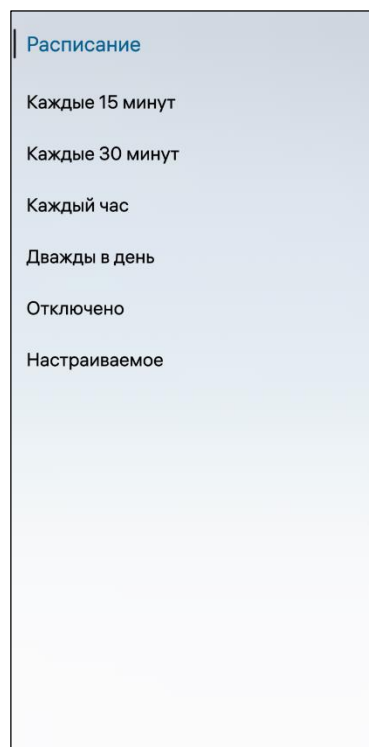 Расписание
Каждые 15 минут
Каждые 30 минут
Каждый час
Дважды в день
Отключено
Настраиваемое